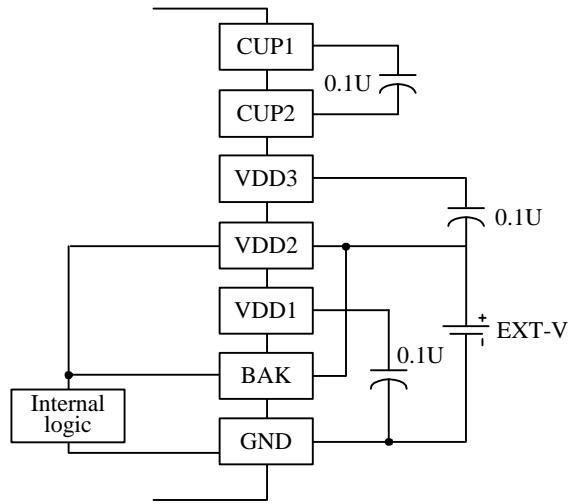 CUP1
0.1U
CUP2
VDD3
0.1U
VDD2
VDD1
+
EXT-V
-
0.1U
BAK
Internal
logic
GND